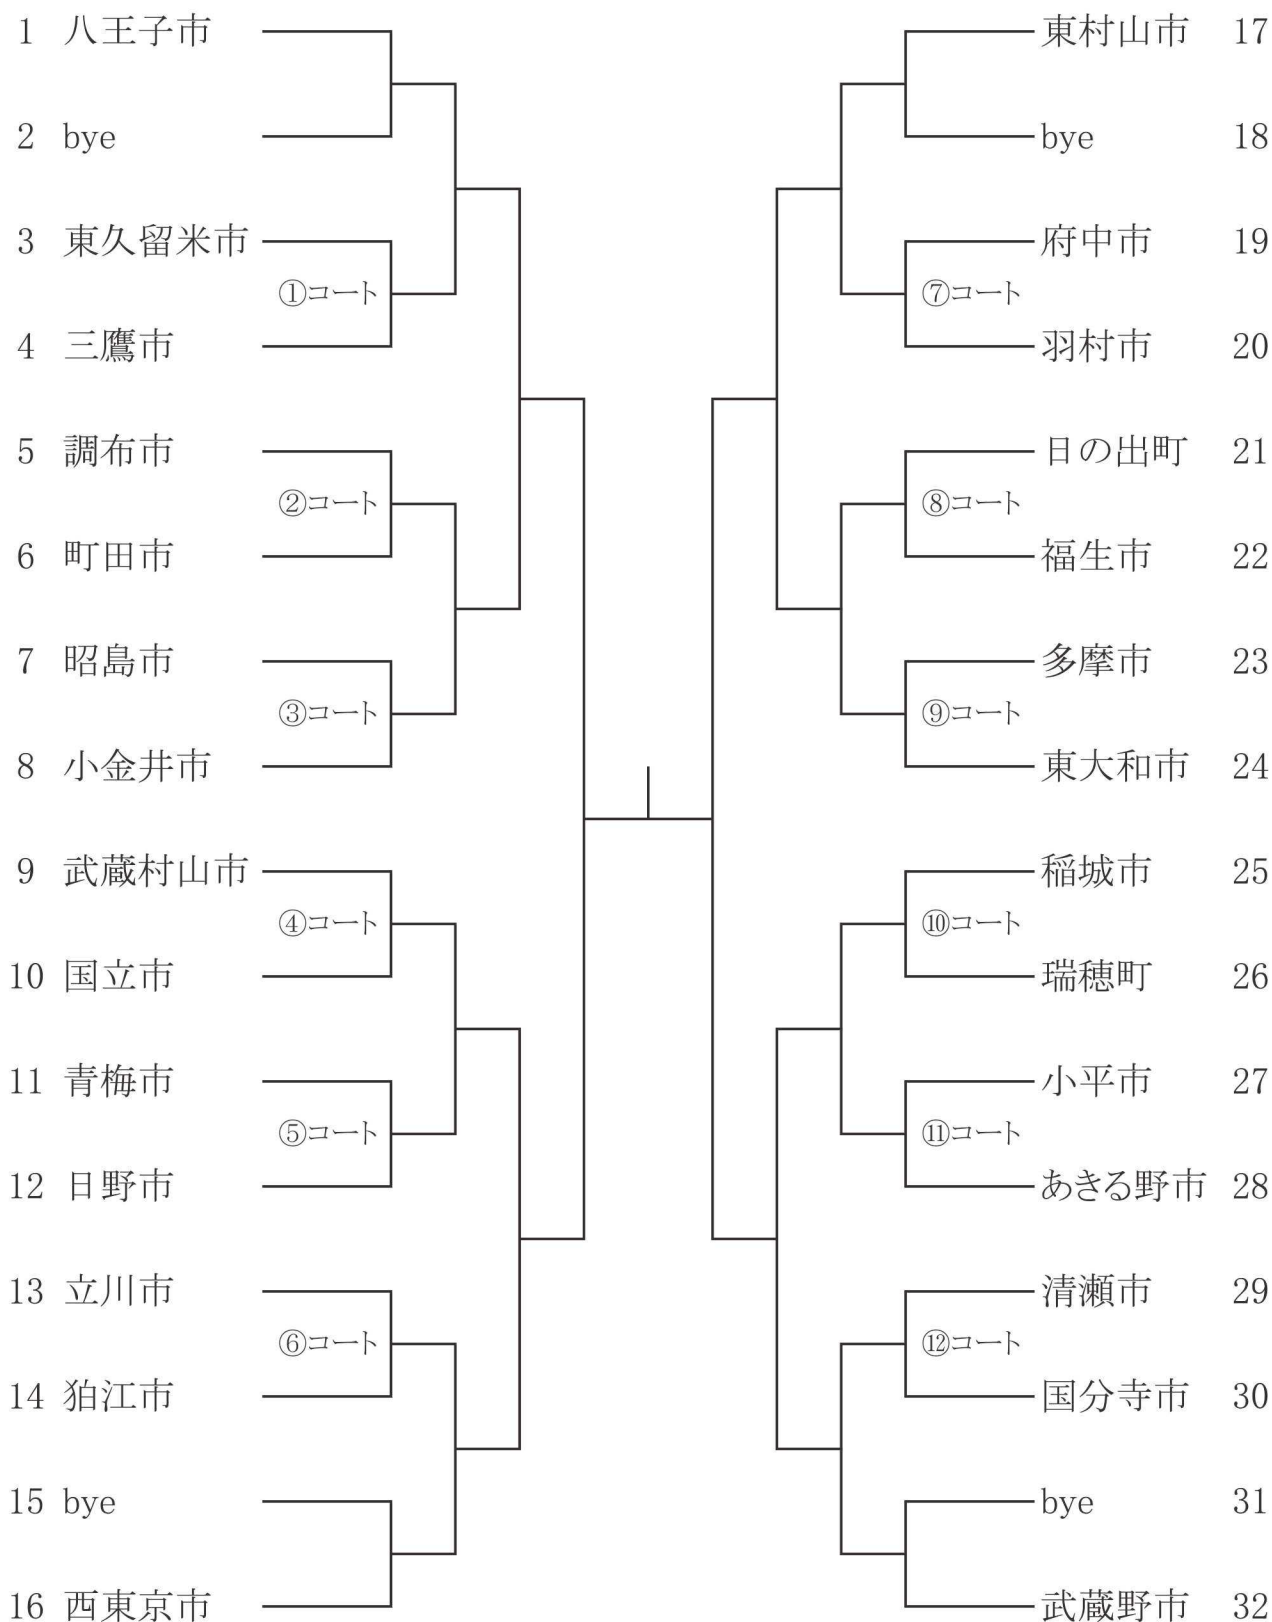 1 八王子市
2 bye
3 東久留米市
①コート
4 三鷹市
5 調布市
②コート
6 町田市
7 昭島市
③コート
8 小金井市
9 武蔵村山市
④コート
10 国立市
11 青梅市
⑤コート
12 日野市
13 立川市
⑥コート
14 狛江市
15 bye
16 西東京市
東村山市 17
bye 18
府中市 19
⑦コート
羽村市 20
日の出町 21
⑧コート
福生市 22
多摩市 23
⑨コート
東大和市 24
稲城市 25
⑩コート
瑞穂町 26
小平市 27
⑪コート
あきる野市 28
清瀬市 29
⑫コート
国分寺市 30
bye 31
武蔵野市 32